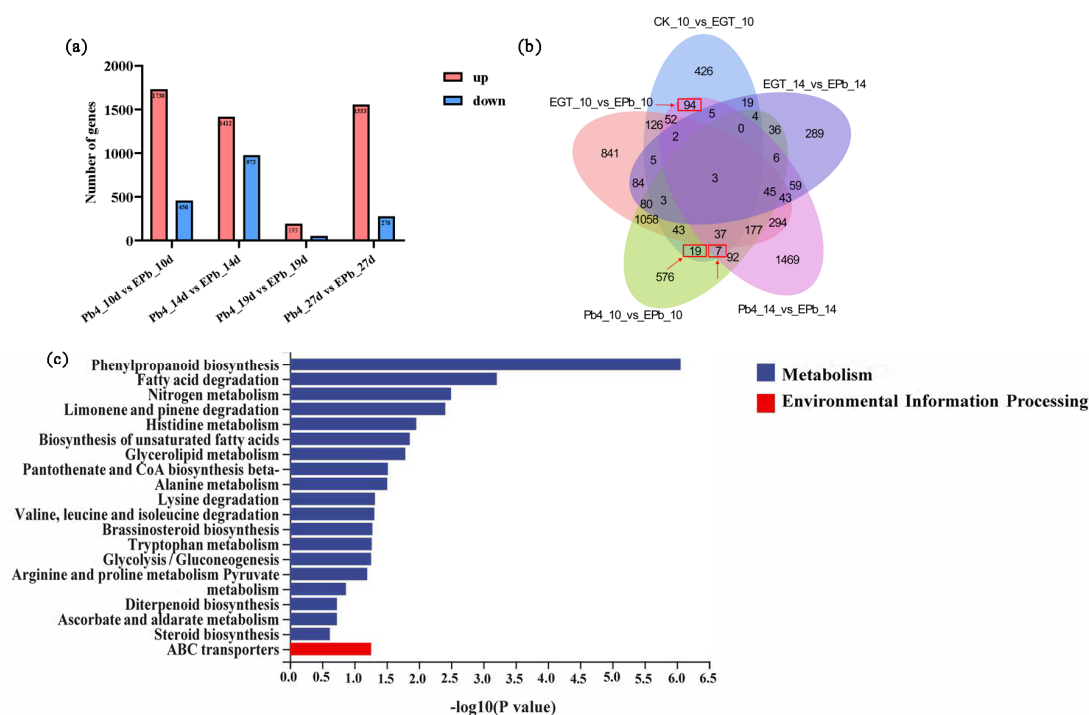 (a)
Number of genes
2000
1500
1000
500
0
1730
456
1412
973
193
1553
276
Pb4_10d vs EPb_10d
Pb4_14d vs EPb_14d
Pb4_19d vs EPb_19d
Pb4_27d vs EPb_27d
up
down
(b)
CK_10_vs_EGT_10
EGT_14_vs_EPb_14
EGT_10_vs_EPb_10
426
94
19
5
4
52
126
0
36
289
2
841
5
6
3
84
59
45
43
80
3
1058
294
43
37
177
19
7
92
576
1469
Pb4_10_vs_EPb_10
Pb4_14_vs_EPb_14
(c)
Phenylpropanoid biosynthesis
Fatty acid degradation
Nitrogen metabolism
Limonene and pinene degradation
Histidine metabolism
Biosynthesis of unsaturated fatty acids
Glycerolipid metabolism
Pantothenate and CoA biosynthesis beta-
Alanine metabolism
Lysine degradation
Valine, leucine and isoleucine degradation
Brassinosteroid biosynthesis
Tryptophan metabolism
Glycolysis / Gluconeogenesis
Arginine and proline metabolism Pyruvate
metabolism
Diterpenoid biosynthesis
Ascorbate and aldarate metabolism
Steroid biosynthesis
ABC transporters
0.0 0.5 1.0 1.5 2.0 2.5 3.0 3.5 4.0 4.5 5.0 5.5 6.0 6.5
-log10(P value)
Metabolism
Environmental Information Processing